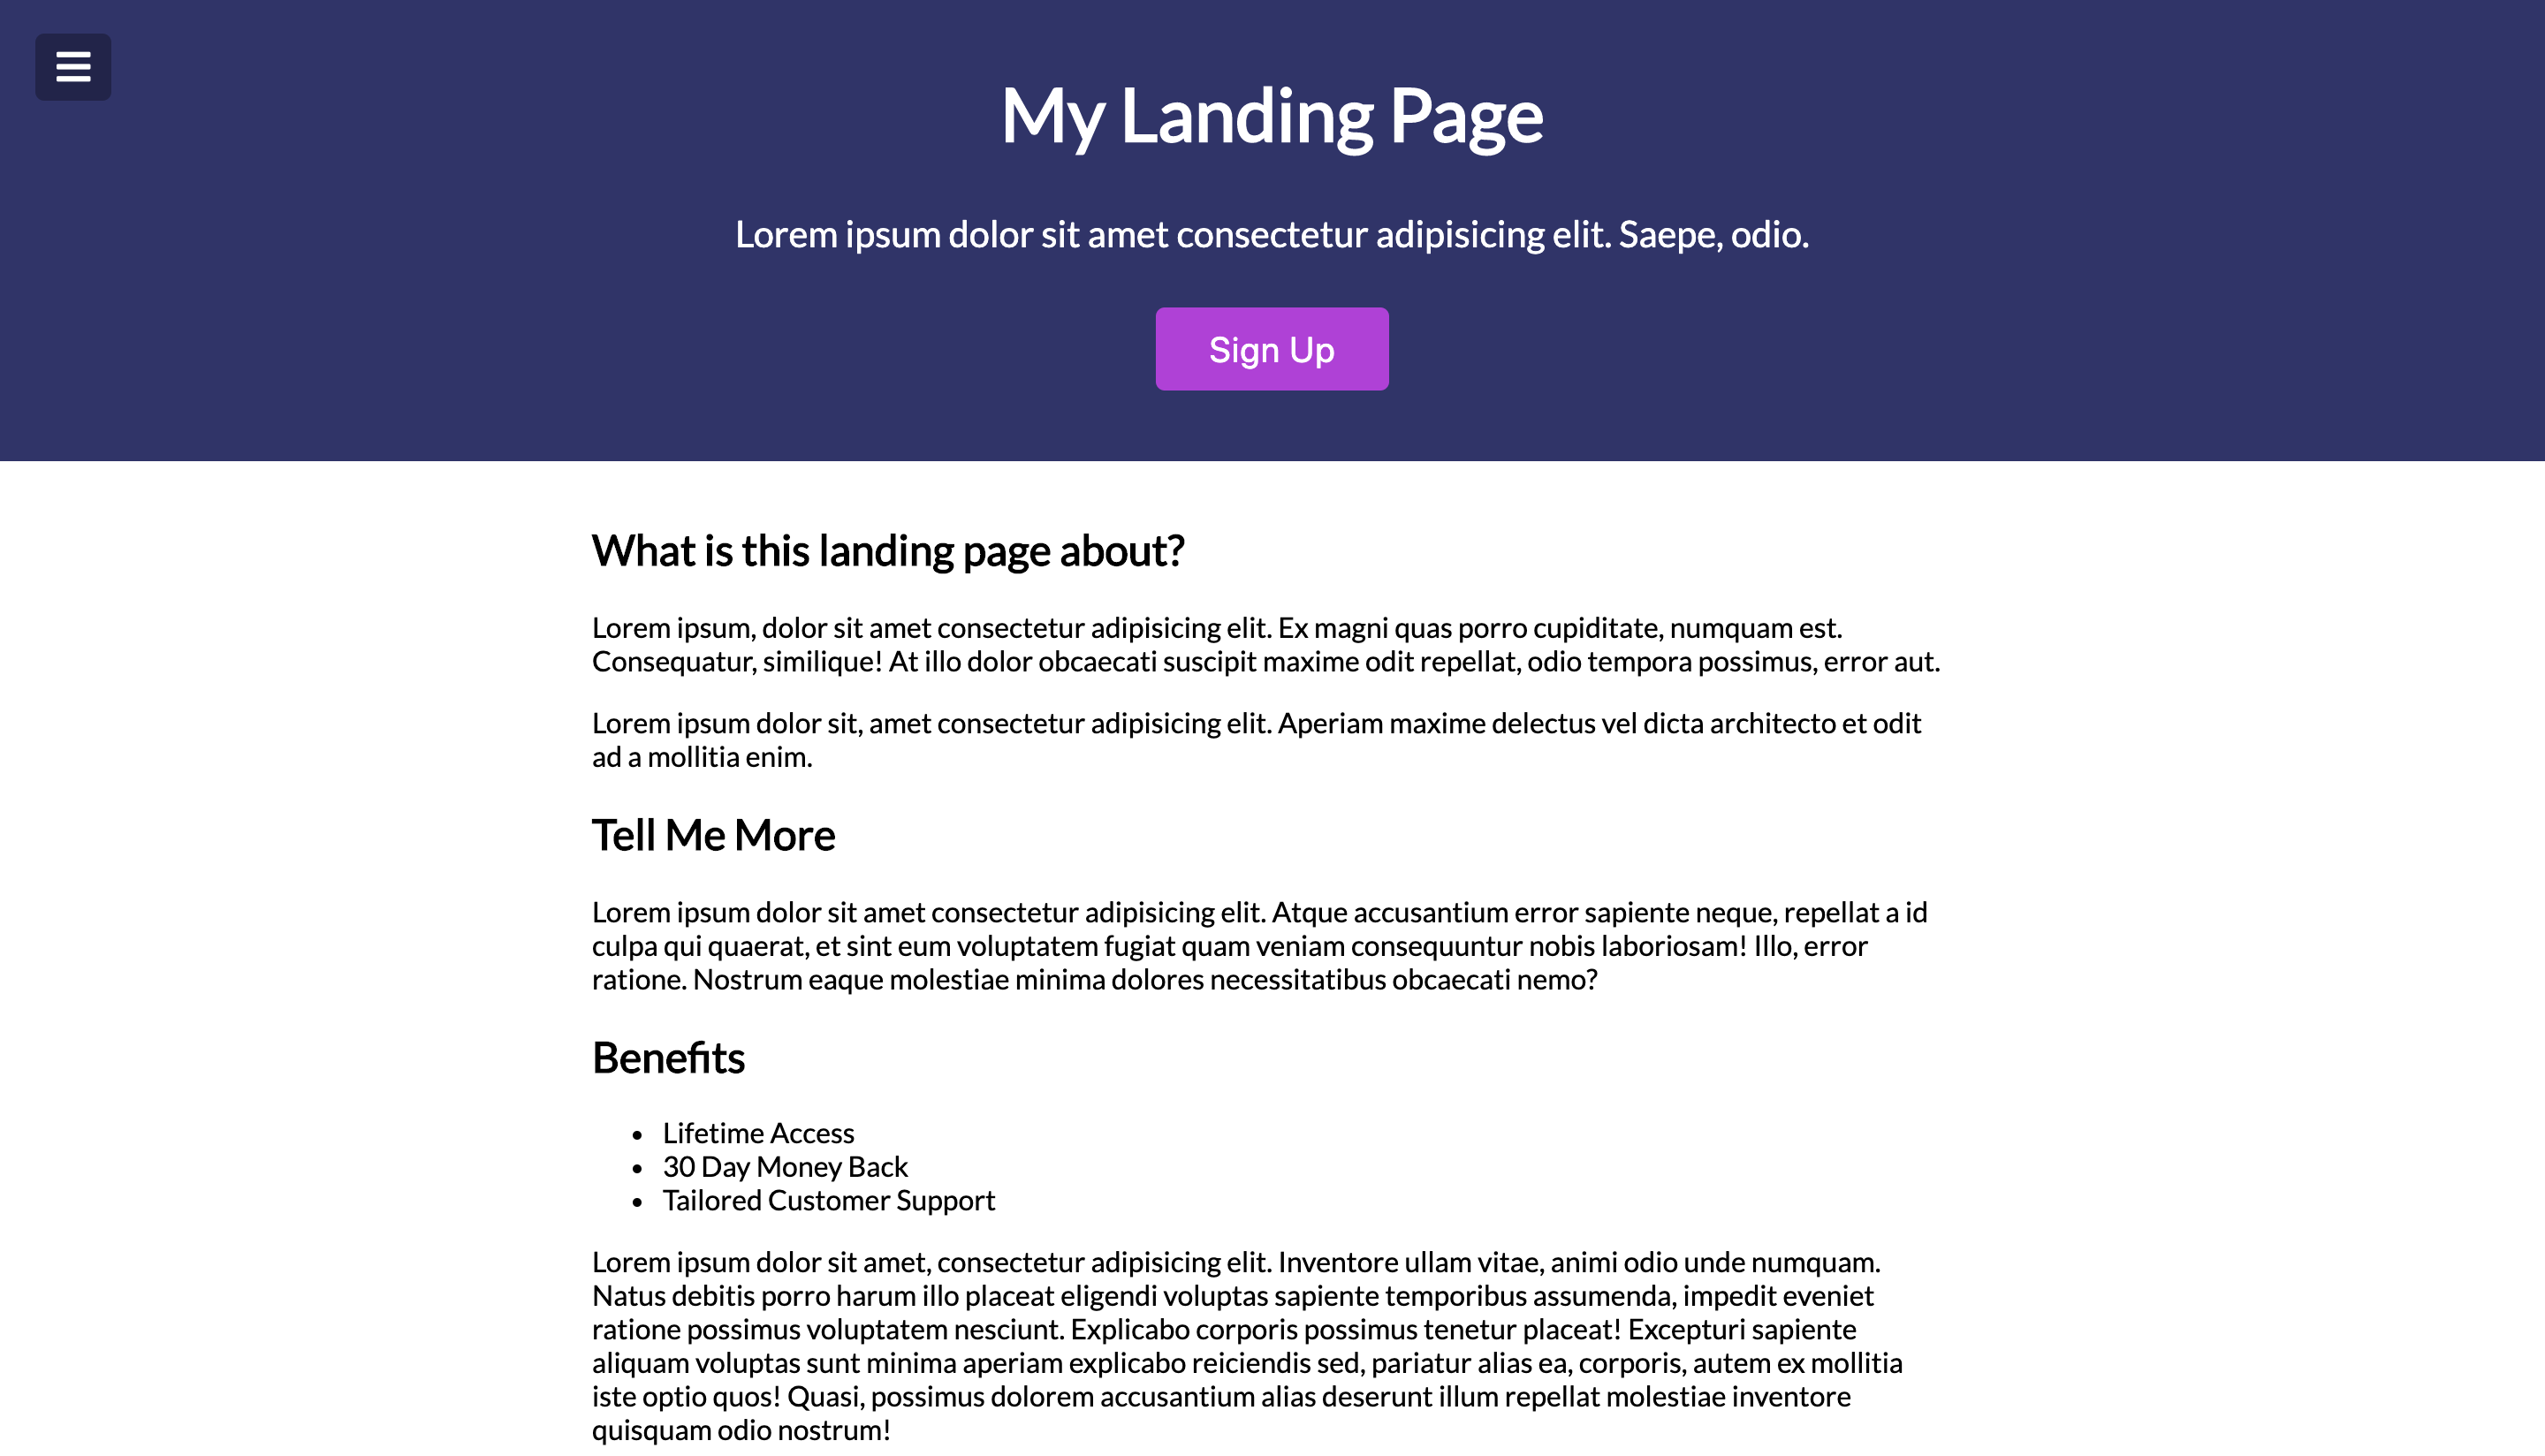 My Landing Page
Lorem ipsum dolor sit amet consectetur adipisicing elit. Saepe, odio.
Sign Up
What is this landing page about?
Lorem ipsum, dolor sit amet consectetur adipisicing elit. Ex magni quas porro cupiditate, numquam est.
Consequatur, similique! At illo dolor obcaecati suscipit maxime odit repellat, odio tempora possimus, error aut.
Lorem ipsum dolor sit, amet consectetur adipisicing elit. Aperiam maxime delectus vel dicta architecto et odit
ad a mollitia enim.
Tell Me More
Lorem ipsum dolor sit amet consectetur adipisicing elit. Atque accusantium error sapiente neque, repellat a id
culpa qui quaerat, et sint eum voluptatem fugiat quam veniam consequuntur nobis laboriosam! Illo, error
ratione. Nostrum eaque molestiae minima dolores necessitatibus obcaecati nemo?
Benefits
• Lifetime Access
• 30 Day Money Back
• Tailored Customer Support
Lorem ipsum dolor sit amet, consectetur adipisicing elit. Inventore ullam vitae, animi odio unde numquam.
Natus debitis porro harum illo placeat eligendi voluptas sapiente temporibus assumenda, impedit eveniet
ratione possimus voluptatem nesciunt. Explicabo corporis possimus tenetur placeat! Excepturi sapiente
aliquam voluptas sunt minima aperiam explicabo reiciendis sed, pariatur alias ea, corporis, autem ex mollitia
iste optio quos! Quasi, possimus dolorem accusantium alias deserunt illum repellat molestiae inventore
quisquam odio nostrum!